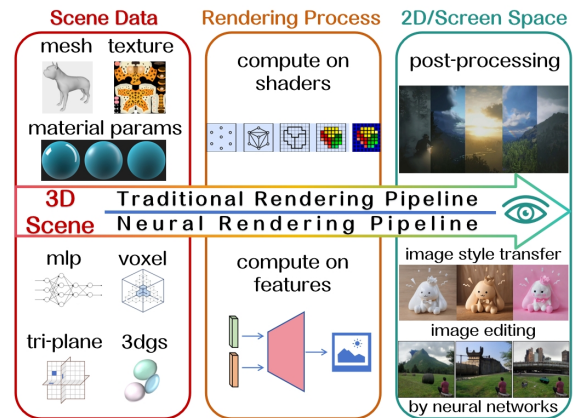 Scene Data
Rendering Process
2D/Screen Space
mesh texture
material params
compute on
shaders
post-processing
3D
Scene
Traditional Rendering Pipeline
Neural Rendering Pipeline
mlp voxel
tri-plane 3dgs
compute on
features
image style transfer
image editing
by neural networks